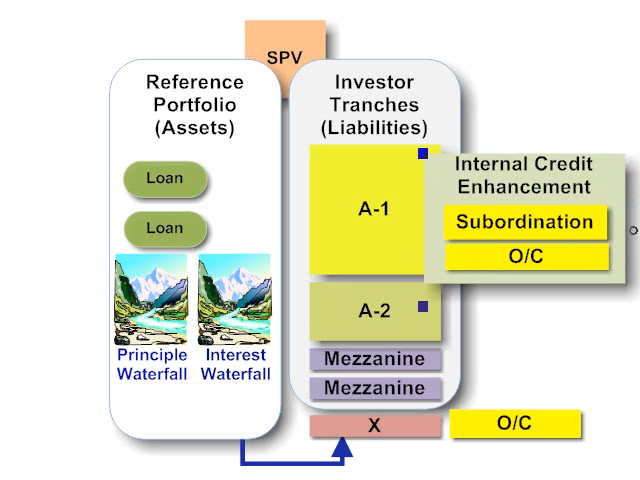 SPV
Reference
Portfolio
(Assets)
Loan
Loan
Principle
Waterfall
Interest
Waterfall
Investor
Tranches
(Liabilities)
A-1
A-2
Mezzanine
Mezzanine
X
Internal Credit
Enhancement
Subordination
O/C
O/C